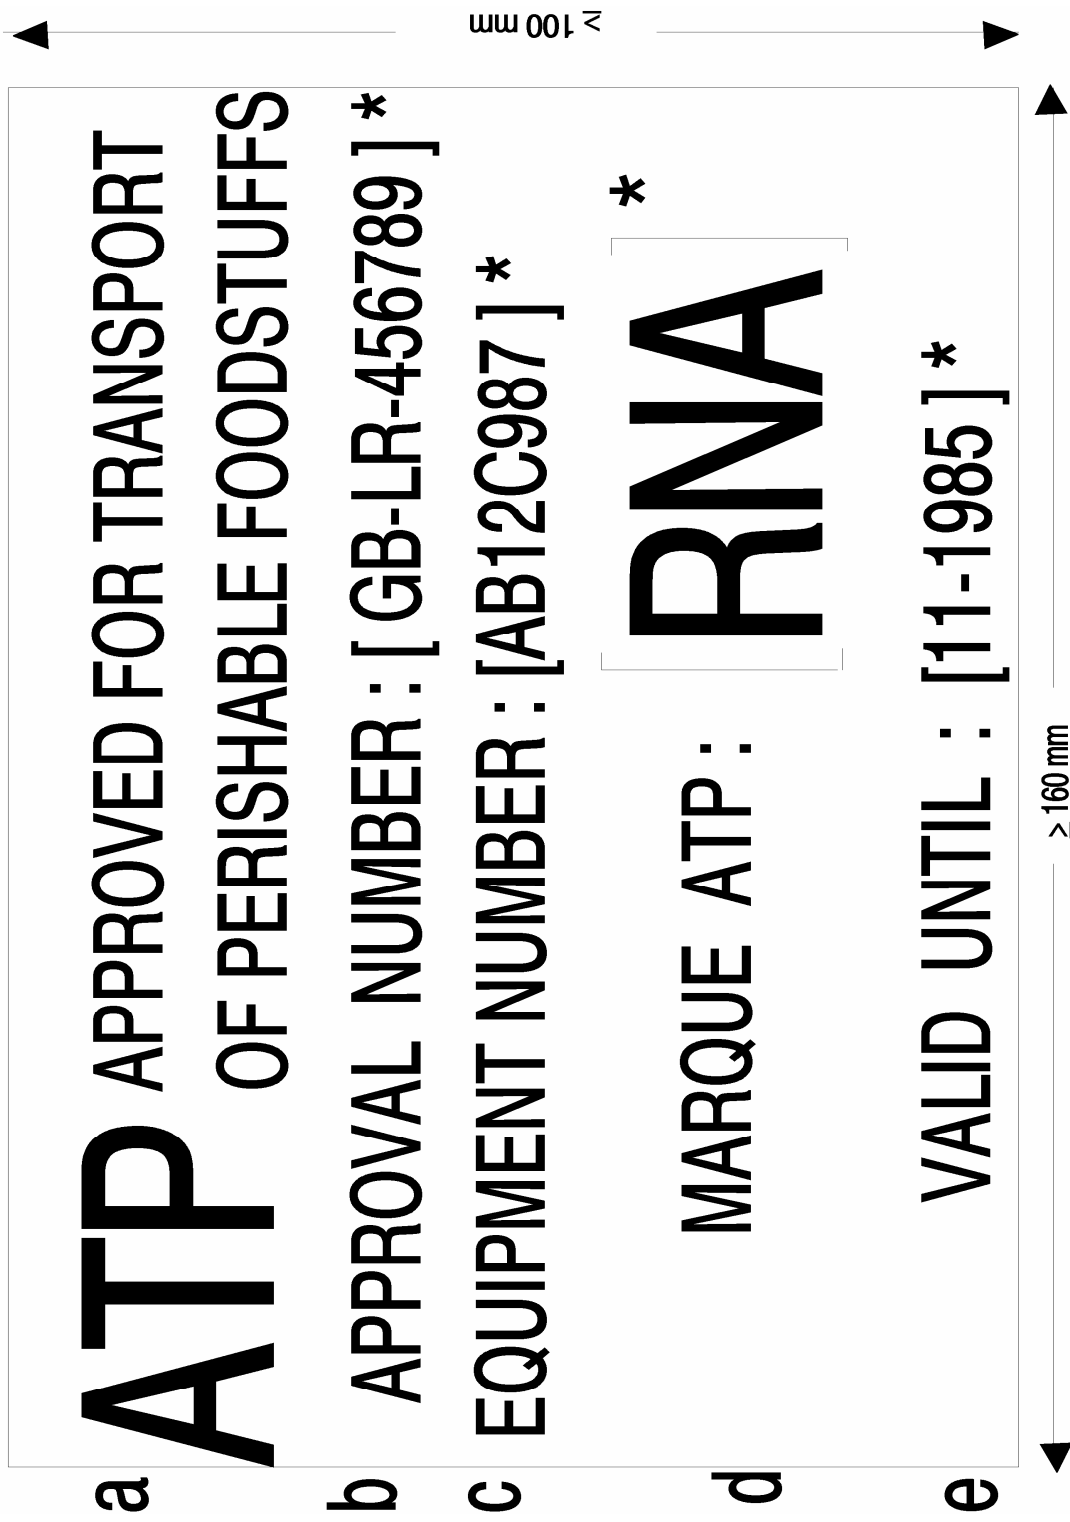 ≥ 100 mm
a ATP APPROVED FOR TRANSPORT
OF PERISHABLE FOODSTUFFS
b APPROVAL NUMBER : [ GB-LR-456789 ] *
c EQUIPMENT NUMBER : [AB12C987 ] *
d MARQUE ATP : [RNA] *
e VALID UNTIL : [11-1985 ] *
≥ 160 mm